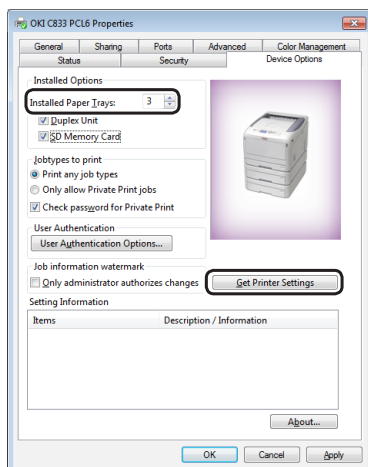 OKI C833 PCL6 Properties
General Sharing Ports Advanced Color Management
Status Security Device Options
Installed Options
Installed Paper Trays: 3
Duplex Unit
SD Memory Card
Jobtypes to print
Print any job types
Only allow Private Print jobs
Check password for Private Print
User Authentication
User Authentication Options...
Job information watermark
Only administrator authorizes changes Get Printer Settings
Setting Information
Items Description / Information
About...
OK Cancel Apply